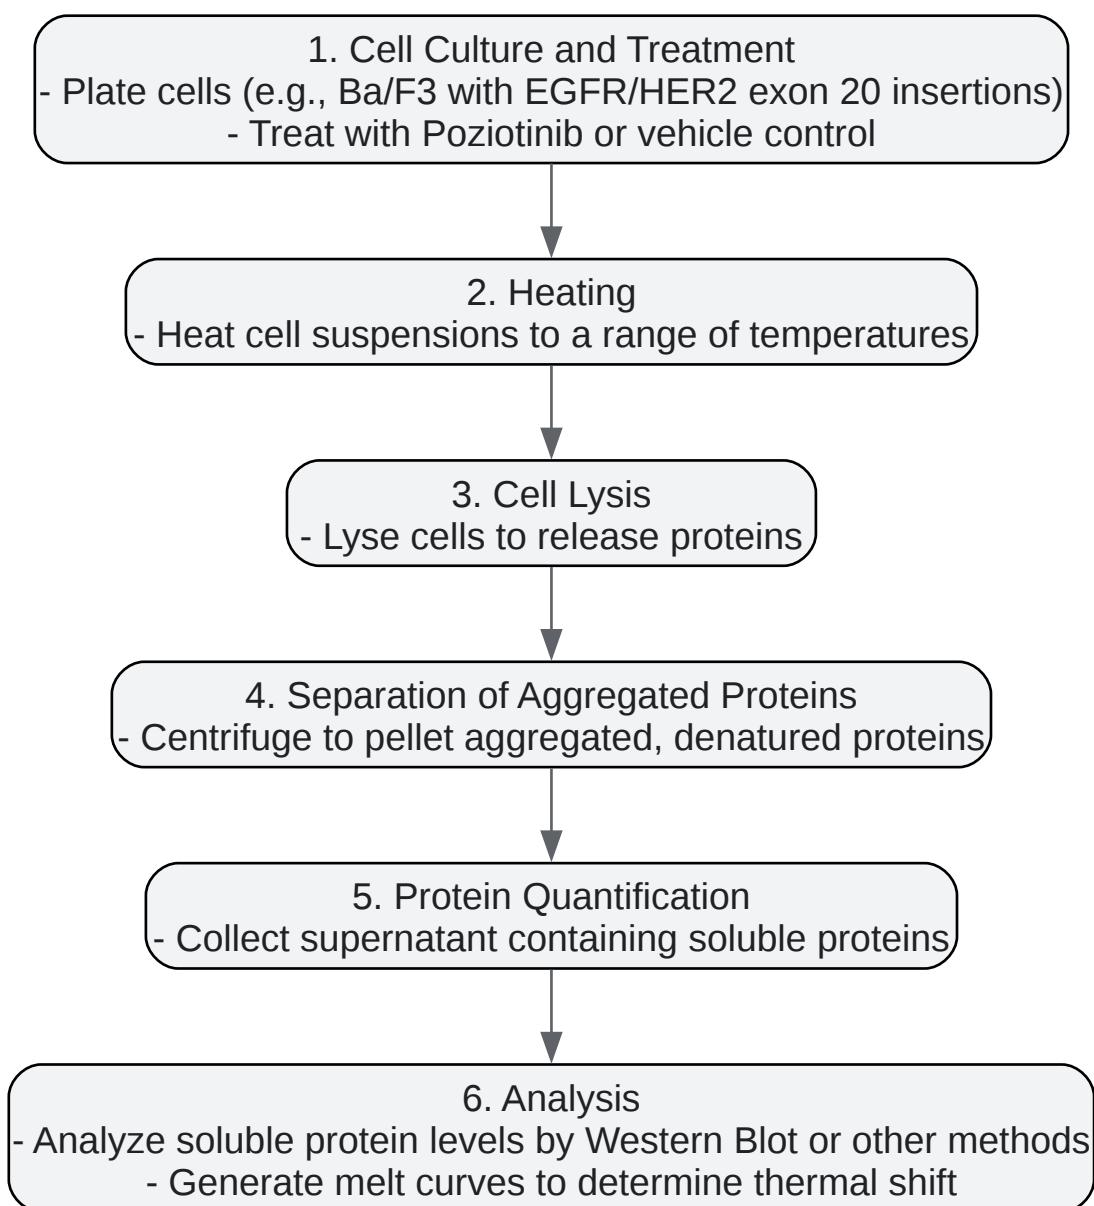 1. Cell Culture and Treatment
- Plate cells (e.g., Ba/F3 with EGFR/HER2 exon 20 insertions)
- Treat with Poziotinib or vehicle control
2. Heating
- Heat cell suspensions to a range of temperatures
3. Cell Lysis
- Lyse cells to release proteins
4. Separation of Aggregated Proteins
- Centrifuge to pellet aggregated, denatured proteins
5. Protein Quantification
- Collect supernatant containing soluble proteins
6. Analysis
- Analyze soluble protein levels by Western Blot or other methods
- Generate melt curves to determine thermal shift